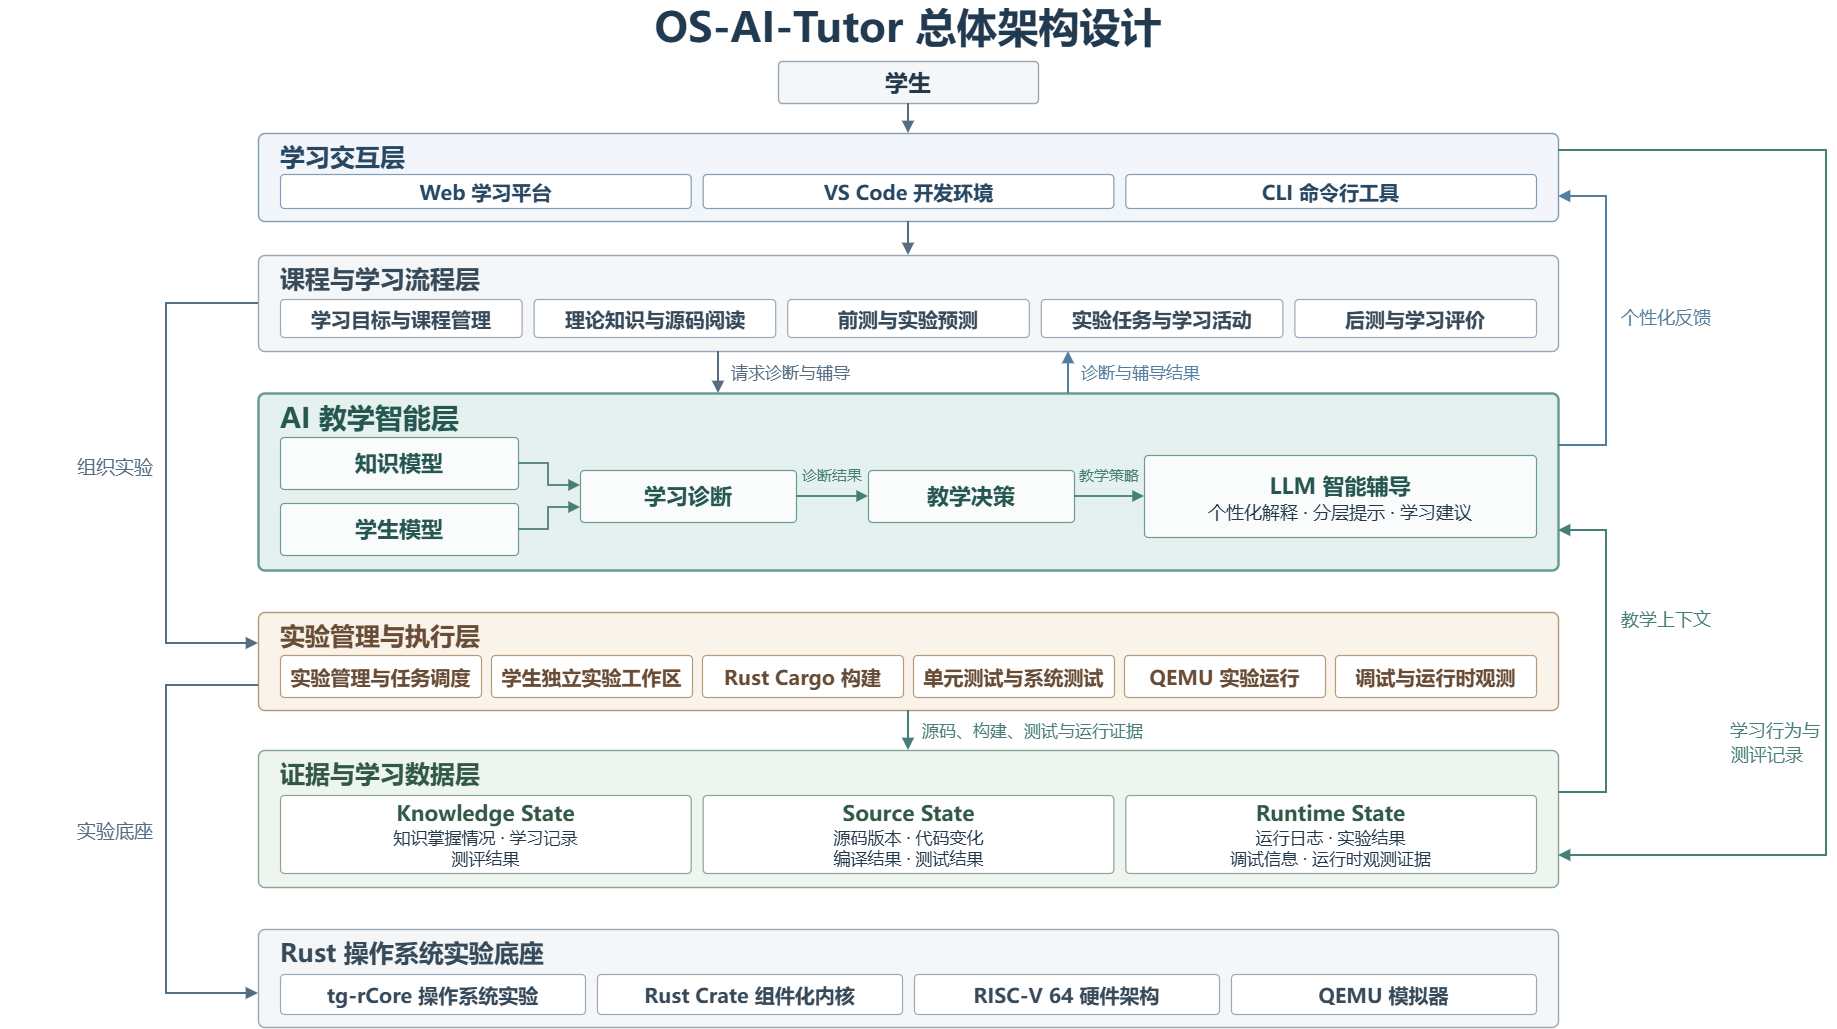 OS-AI-Tutor 总体架构设计
学生
学习交互层
Web 学习平台
VS Code 开发环境
CLI 命令行工具
课程与学习流程层
学习目标与课程管理
理论知识与源码阅读
前测与实验预测
实验任务与学习活动
后测与学习评价
个性化反馈
请求诊断与辅导
诊断与辅导结果
AI 教学智能层
知识模型
学生模型
学习诊断
诊断结果
教学决策
教学策略
LLM 智能辅导
个性化解释 · 分层提示 · 学习建议
组织实验
教学上下文
实验管理与执行层
实验管理与任务调度
学生独立实验工作区
Rust Cargo 构建
单元测试与系统测试
QEMU 实验运行
调试与运行时观测
源码、构建、测试与运行证据
学习行为与
测评记录
证据与学习数据层
Knowledge State
知识掌握情况 · 学习记录
测评结果
Source State
源码版本 · 代码变化
编译结果 · 测试结果
Runtime State
运行日志 · 实验结果
调试信息 · 运行时观测证据
实验底座
Rust 操作系统实验底座
tg-rCore 操作系统实验
Rust Crate 组件化内核
RISC-V 64 硬件架构
QEMU 模拟器